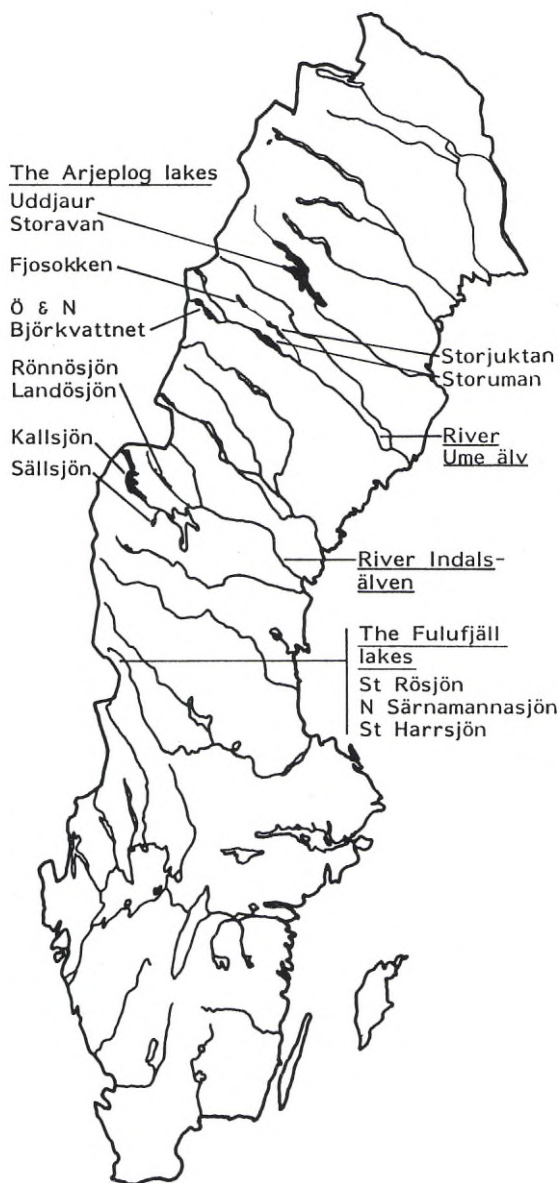 The Arjeplog lakes
Uddjaur
Storavan
Fjosokken
Ö & N
Björkvattnet
Rönnösjön
Landösjön
Kallsjön
Sällsjön
Storjuktan
Storuman
River
Ume älv
River Indals-
älven
The Fulufjäll
lakes
St Rösjön
N Särnamannasjön
St Harrsjön